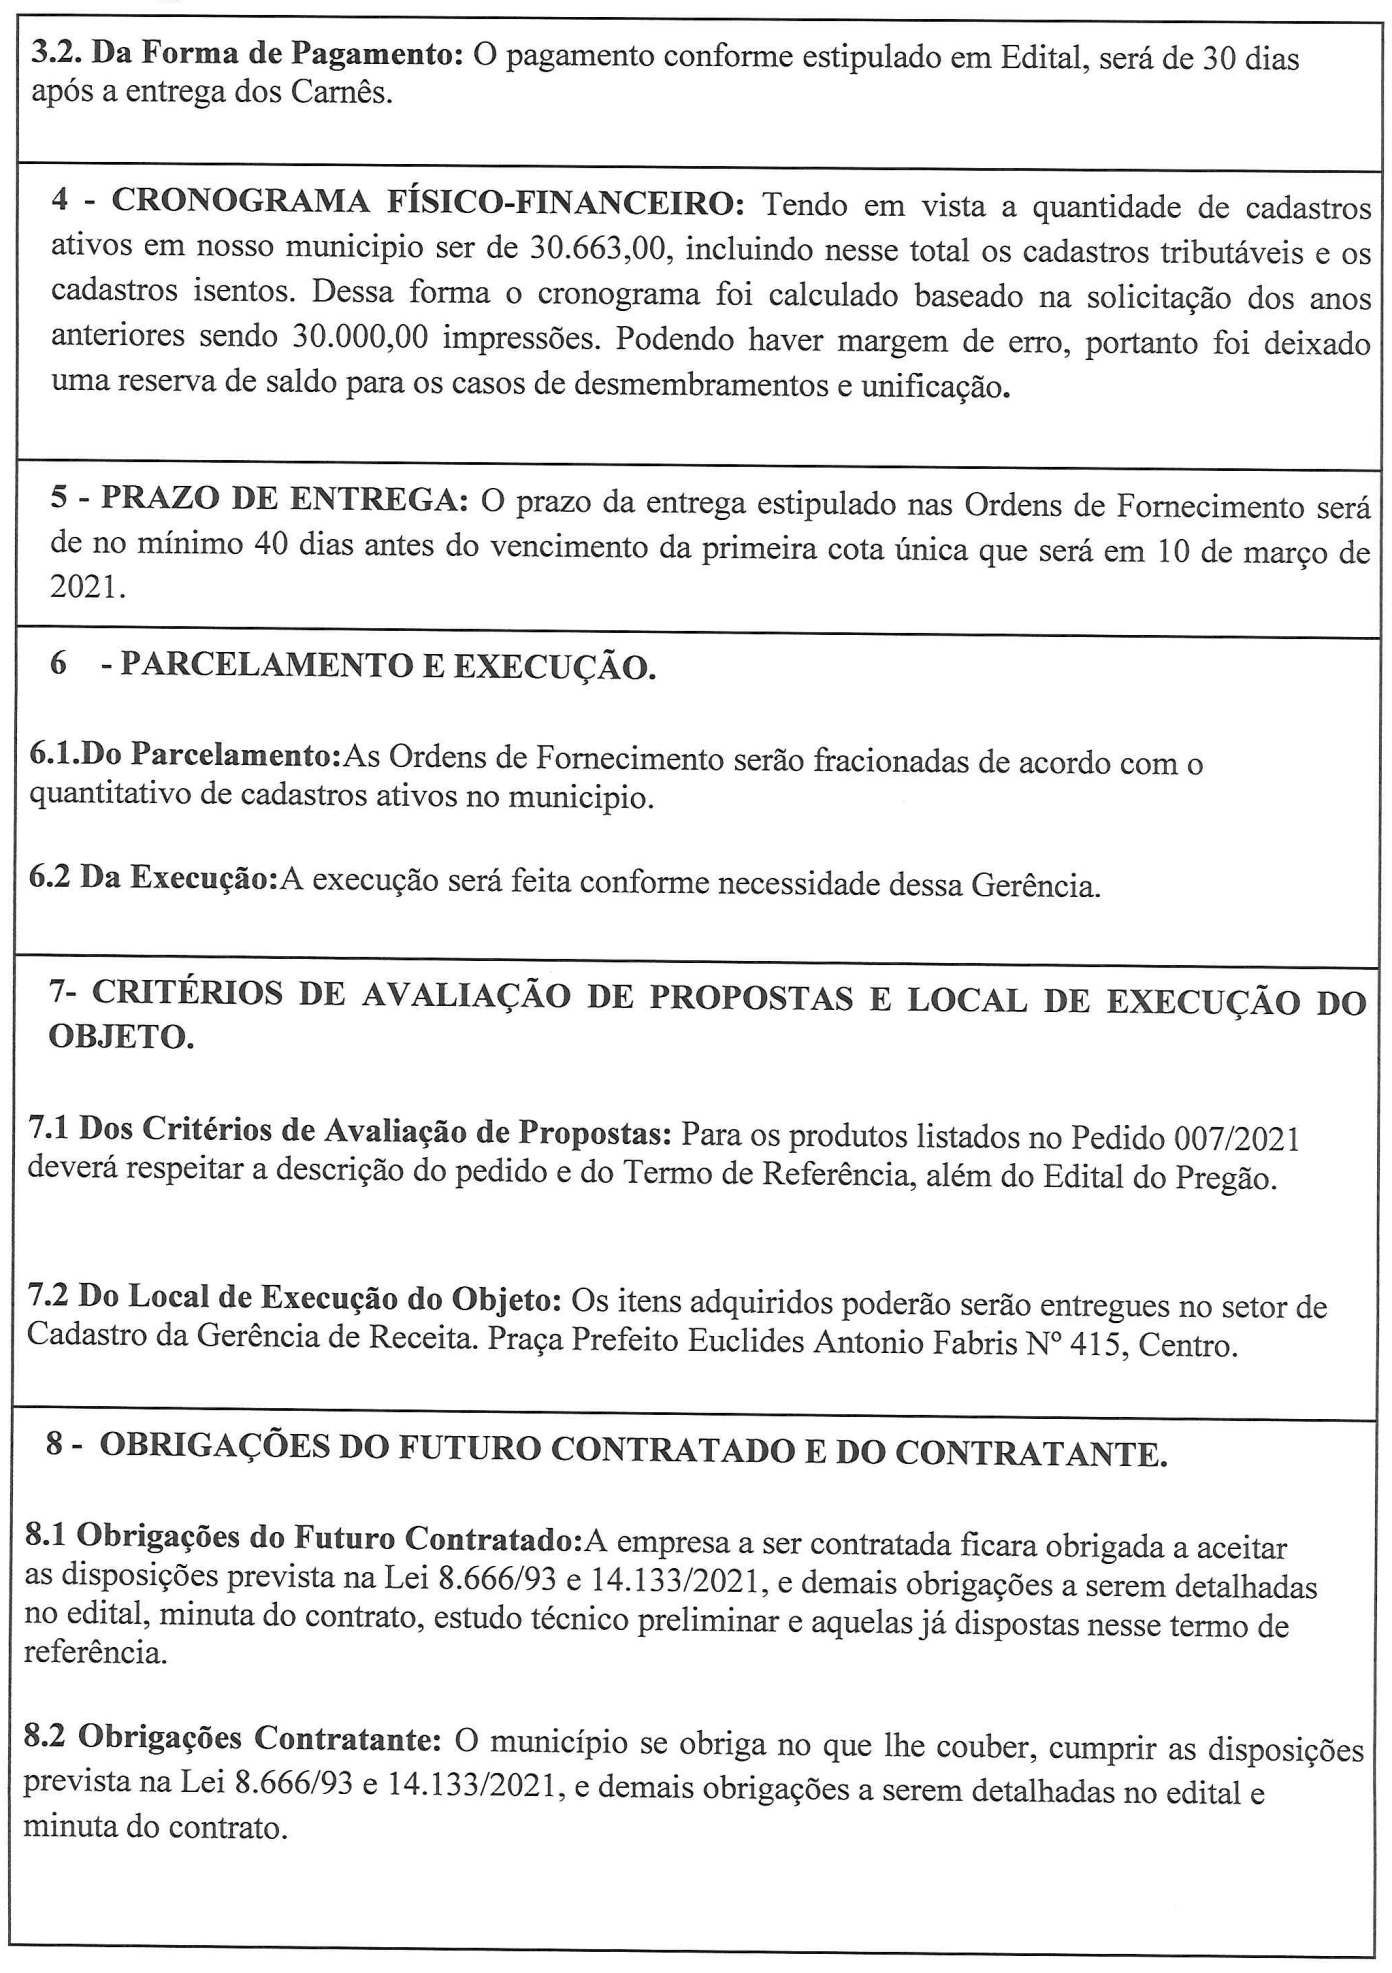 3.2. Da Forma de Pagamento: O pagamento conforme estipulado em Edital, será de 30 dias
após a entrega dos Carnês.
4 - CRONOGRAMA FÍSICO-FINANCEIRO: Tendo em vista a quantidade de cadastros
ativos em nosso municipio ser de 30.663,00, incluindo nesse total os cadastros tributáveis e os
cadastros isentos. Dessa forma o cronograma foi calculado baseado na solicitação dos anos
anteriores sendo 30.000,00 impressões. Podendo haver margem de erro, portanto foi deixado
uma reserva de saldo para os casos de desmembramentos e unificação.
5 - PRAZO DE ENTREGA: O prazo da entrega estipulado nas Ordens de Fornecimento será
de no mínimo 40 dias antes do vencimento da primeira cota única que será em 10 de março de
2021.
6 - PARCELAMENTO E EXECUÇÃO.
6.1.Do Parcelamento:As Ordens de Fornecimento serão fracionadas de acordo com o
quantitativo de cadastros ativos no municipio.
6.2 Da Execução:A execução será feita conforme necessidade dessa Gerência.
7- CRITÉRIOS DE AVALIAÇÃO DE PROPOSTAS E LOCAL DE EXECUÇÃO DO
OBJETO.
7.1 Dos Critérios de Avaliação de Propostas: Para os produtos listados no Pedido 007/2021
deverá respeitar a descrição do pedido e do Termo de Referência, além do Edital do Pregão.
7.2 Do Local de Execução do Objeto: Os itens adquiridos poderão serão entregues no setor de
Cadastro da Gerência de Receita. Praça Prefeito Euclides Antonio Fabris Nº 415, Centro.
8 - OBRIGAÇÕES DO FUTURO CONTRATADO E DO CONTRATANTE.
8.1 Obrigações do Futuro Contratado:A empresa a ser contratada ficara obrigada a aceitar
as disposições prevista na Lei 8.666/93 e 14.133/2021, e demais obrigações a serem detalhadas
no edital, minuta do contrato, estudo técnico preliminar e aquelas já dispostas nesse termo de
referência.
8.2 Obrigações Contratante: O município se obriga no que lhe couber, cumprir as disposições
prevista na Lei 8.666/93 e 14.133/2021, e demais obrigações a serem detalhadas no edital e
minuta do contrato.